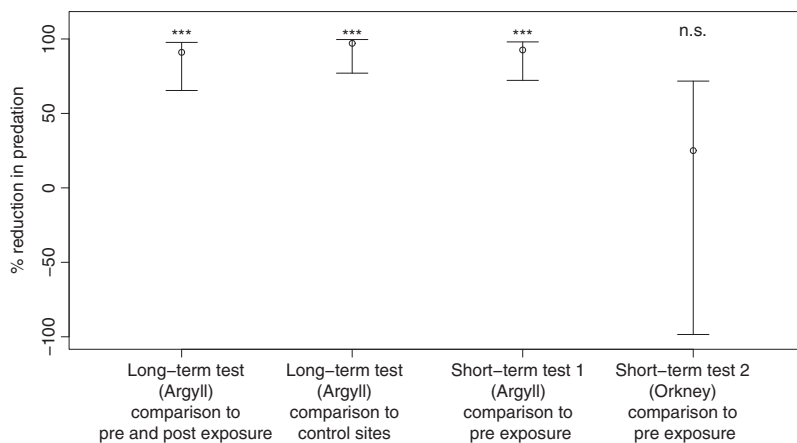 ***
***
***
n.s.
100
50
0
−50
−100
% reduction in predation
Long−term test
(Argyll)
comparison to
pre and post exposure
Long−term test
(Argyll)
comparison to
control sites
Short−term test 1
(Argyll)
comparison to
pre exposure
Short−term test 2
(Orkney)
comparison to
pre exposure